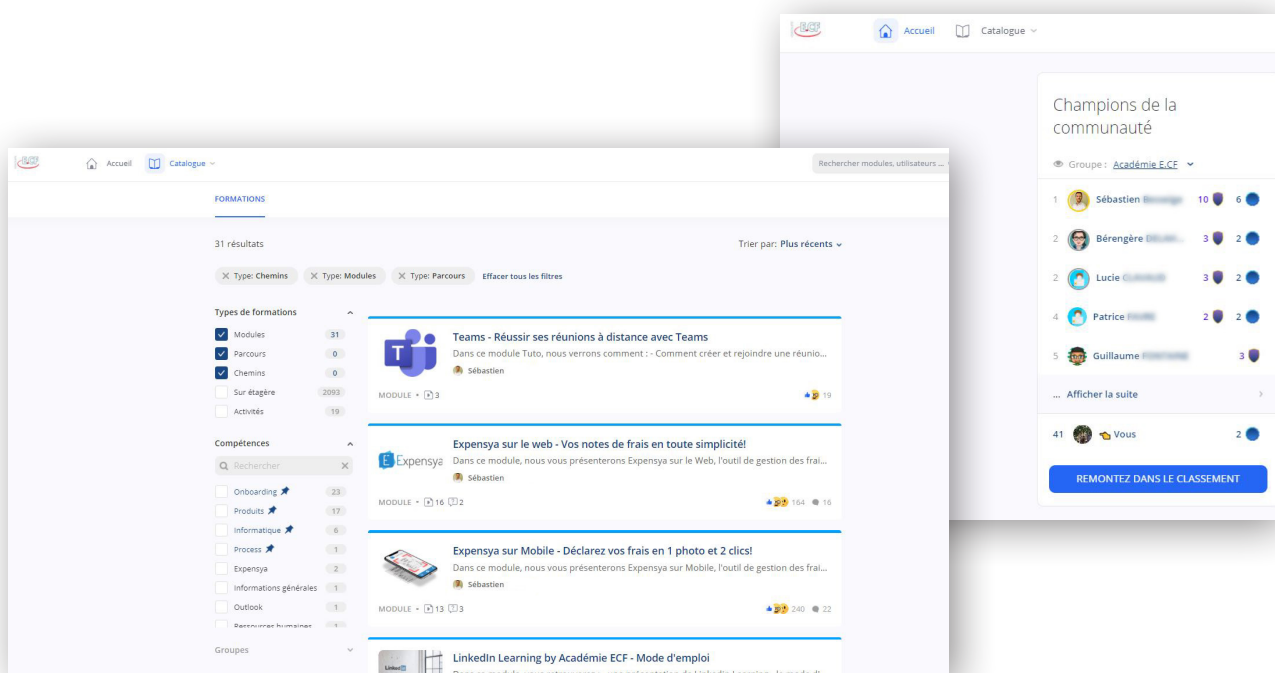 E.CF
Accueil
Catalogue
Champions de la
communauté
Groupe : Académie E.CF
1 Sébastien 10 6
2 Bérengère 3 2
2 Lucie 3 2
4 Patrice 2 2
5 Guillaume 3
... Afficher la suite
41 Vous 2
REMONTEZ DANS LE CLASSEMENT
E.CF
Accueil
Catalogue
Rechercher modules, utilisateurs ...
FORMATIONS
31 résultats
Trier par: Plus récents
Type: Chemins
Type: Modules
Type: Parcours
Effacer tous les filtres
Types de formations
Modules 31
Parcours 0
Chemins 0
Sur étagère 2093
Activités 19
Compétences
Rechercher
Onboarding 23
Produits 17
Informatique 6
Process 1
Expensya 2
Informations générales 1
Outlook 1
Ressources humaines 1
Groupes
T
Teams - Réussir ses réunions à distance avec Teams
Dans ce module Tuto, nous verrons comment : - Comment créer et rejoindre une réunio...
Sébastien
MODULE • 3
19
Expensya
Expensya sur le web - Vos notes de frais en toute simplicité!
Dans ce module, nous vous présenterons Expensya sur le Web, l'outil de gestion des frai...
Sébastien
MODULE • 16 2
164 16
Expensya sur Mobile - Déclarez vos frais en 1 photo et 2 clics!
Dans ce module, nous vous présenterons Expensya sur Mobile, l'outil de gestion des frai...
Sébastien
MODULE • 13 3
240 22
LinkedIn
LinkedIn Learning by Académie ECF - Mode d'emploi